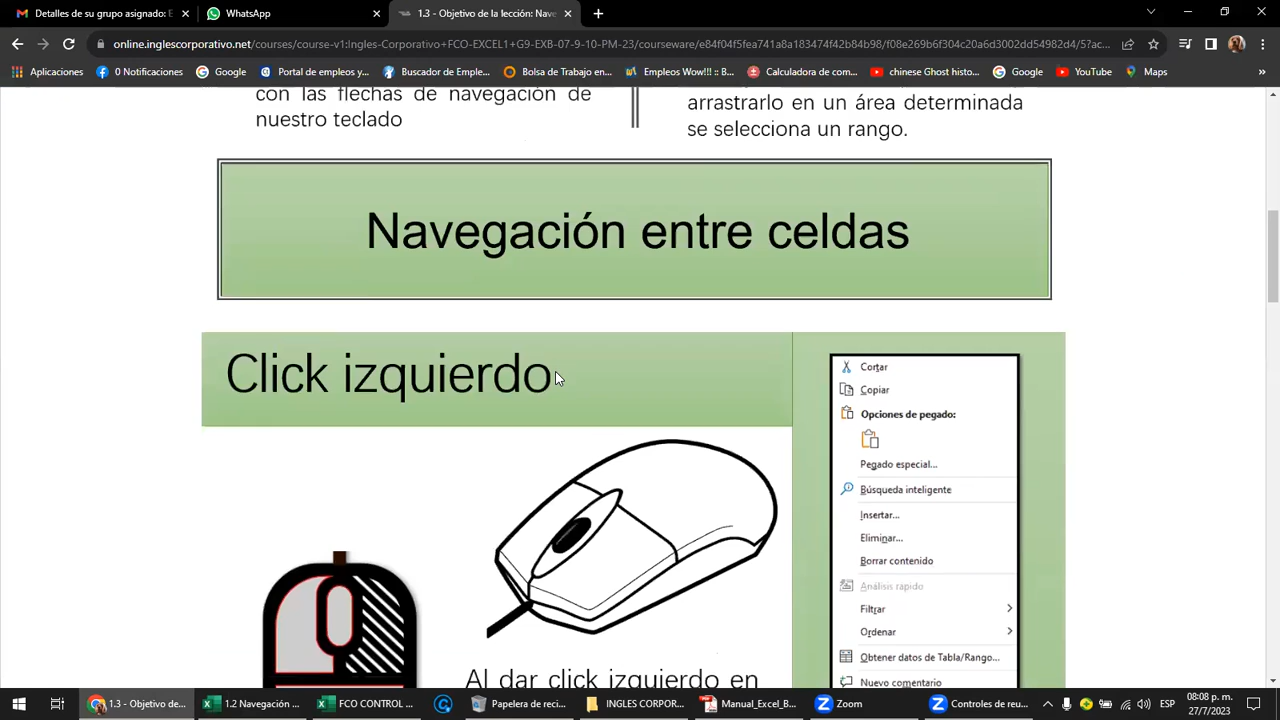 Detalles de su grupo asignado: E
WhatsApp
1.3 - Objetivo de la lección: Nave
online.inglescorporativo.net/courses/course-v1:Ingles-Corporativo+FCO-EXCEL1+G9-EXB-07-9-10-PM-23/courseware/e84f04f5fea741a8a183474f42b84b98/f08e269b6f304c20a6d3002dd54982d4/5?ac...
Aplicaciones
0 Notificaciones
Google
Portal de empleos y...
Buscador de Emple...
Bolsa de Trabajo en...
Empleos Wow!!! :: B...
Calculadora de com...
chinese Ghost histo...
Google
YouTube
Maps
»
con las flechas de navegación de
nuestro teclado
arrastrarlo en un área determinada
se selecciona un rango.
Navegación entre celdas
Click izquierdo
Al dar click izquierdo en
Cortar
Copiar
Opciones de pegado:
Pegado especial...
Búsqueda inteligente
Insertar...
Eliminar...
Borrar contenido
Análisis rapido
Filtrar
Ordenar
Obtener datos de Tabla/Rango...
Nuevo comentario
1.3 - Objetivo de...
1.2 Navegación ...
FCO CONTROL ...
Papelera de reci...
INGLES CORPOR...
Manual_Excel_B...
Zoom
Controles de reu...
ESP
08:08 p. m.
27/7/2023